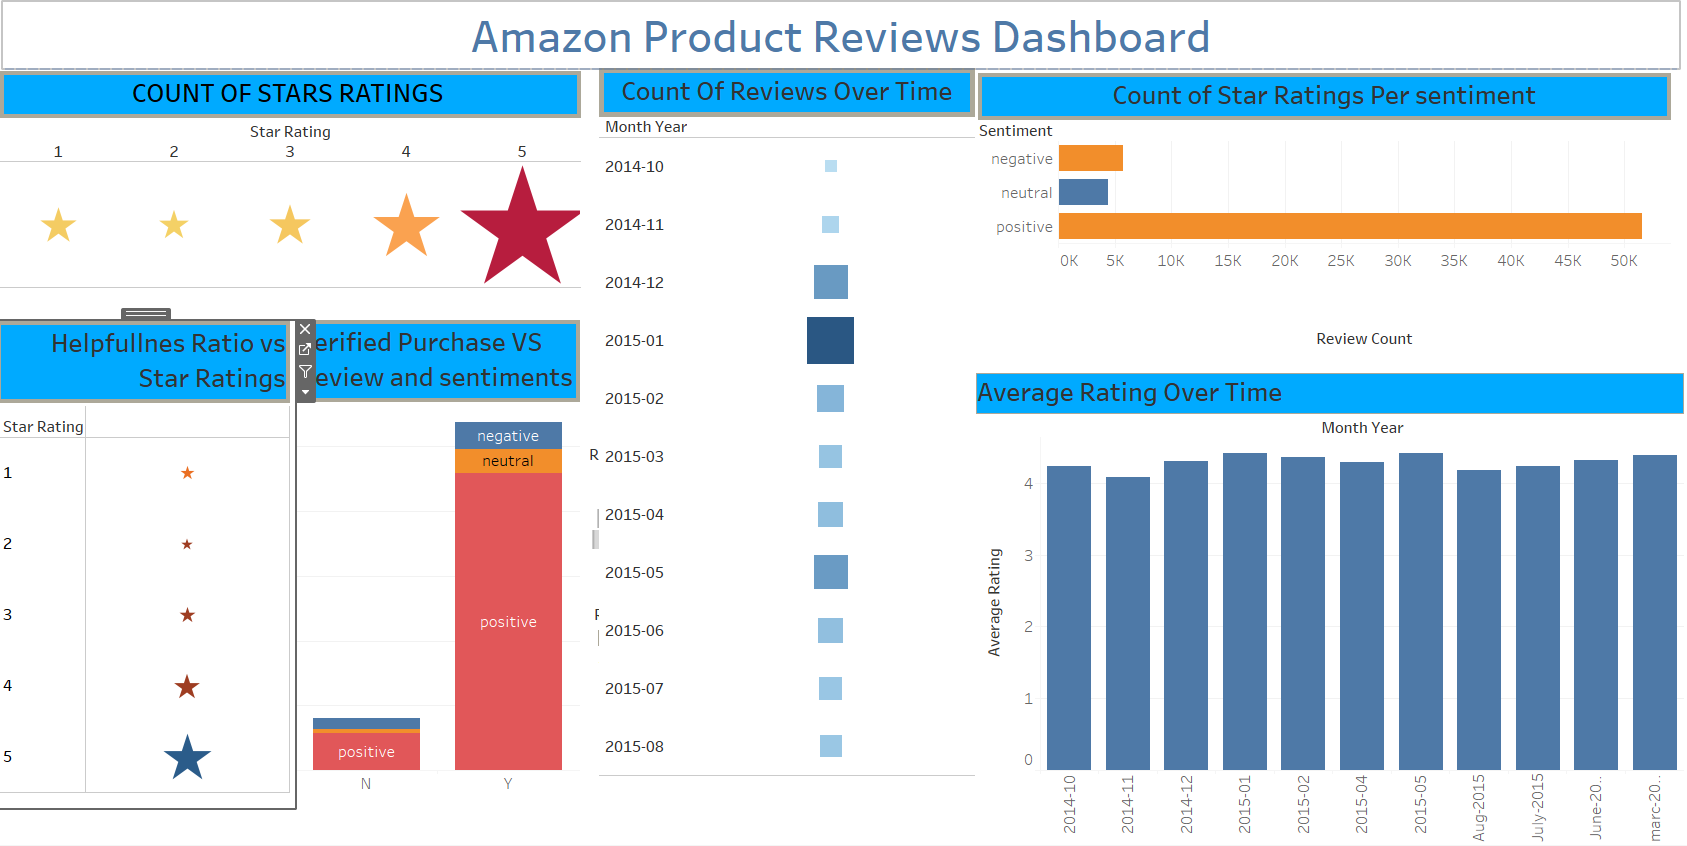 Amazon Product Reviews Dashboard
COUNT OF STARS RATINGS
Star Rating
1 2 3 4 5
Helpfullnes Ratio vs
Star Ratings
Star Rating
1
2
3
4
5
erified Purchase VS
eview and sentiments
negative
neutral
positive
positive
N Y
Count Of Reviews Over Time
Month Year
2014-10
2014-11
2014-12
2015-01
2015-02
R
2015-03
2015-04
2015-05
2015-06
2015-07
2015-08
Count of Star Ratings Per sentiment
Sentiment
negative
neutral
positive
0K 5K 10K 15K 20K 25K 30K 35K 40K 45K 50K
Review Count
Average Rating Over Time
Month Year
Average Rating
4
3
2
1
0
2014-10
2014-11
2014-12
2015-01
2015-02
2015-04
2015-05
Aug-2015
July-2015
June-20..
marc-20..